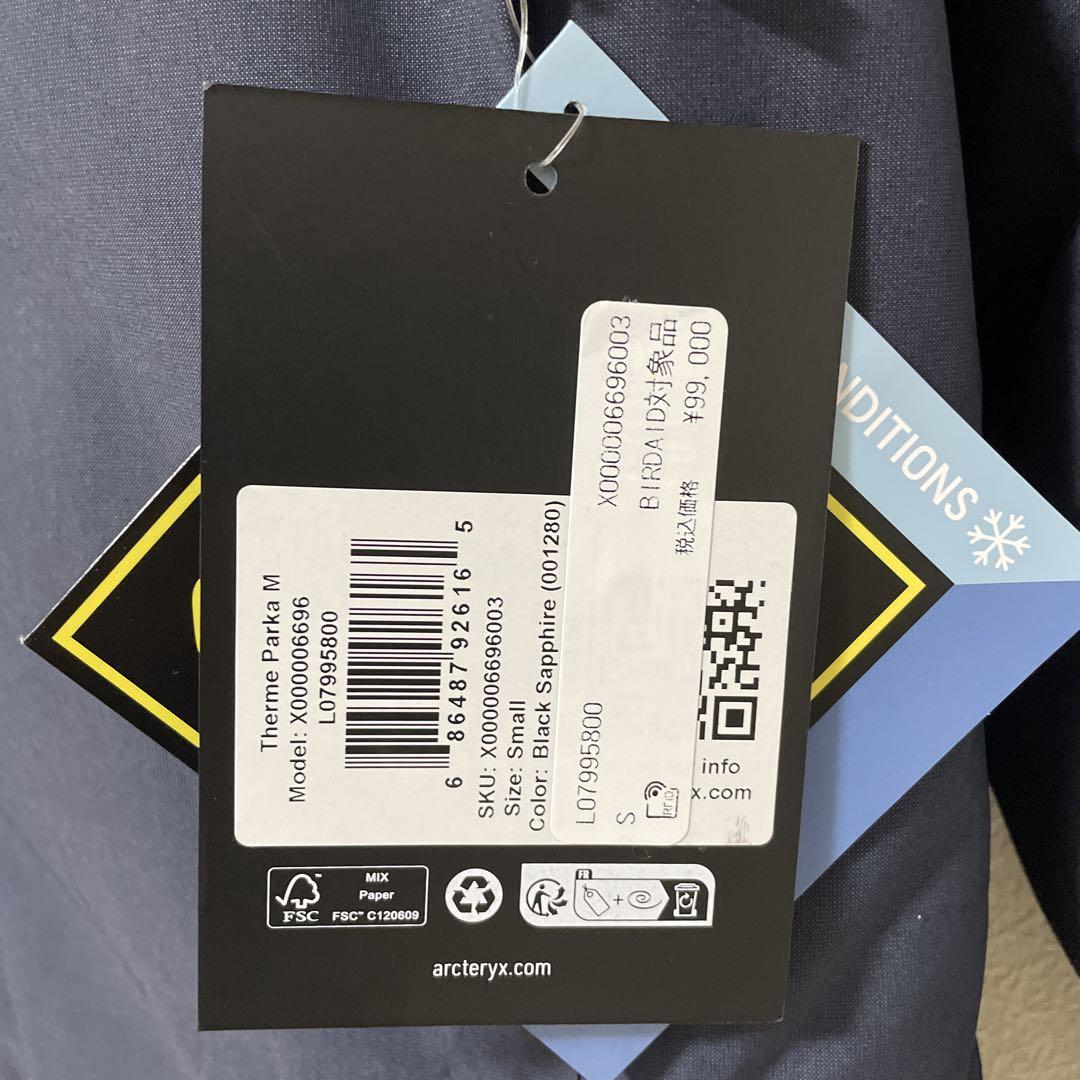 Therme Parka M
Model: X000006696
L07995800
6 86487 92616 5
SKU: X000006696003
Size: Small
Color: Black Sapphire (001280)
X000006696003
BIRDAID対象品
税込価格 ¥99,000
L07995800
S
RFID
info
x.com
NDITIONS
FSC
MIX
Paper
FSC™ C120609
FR
arcteryx.com